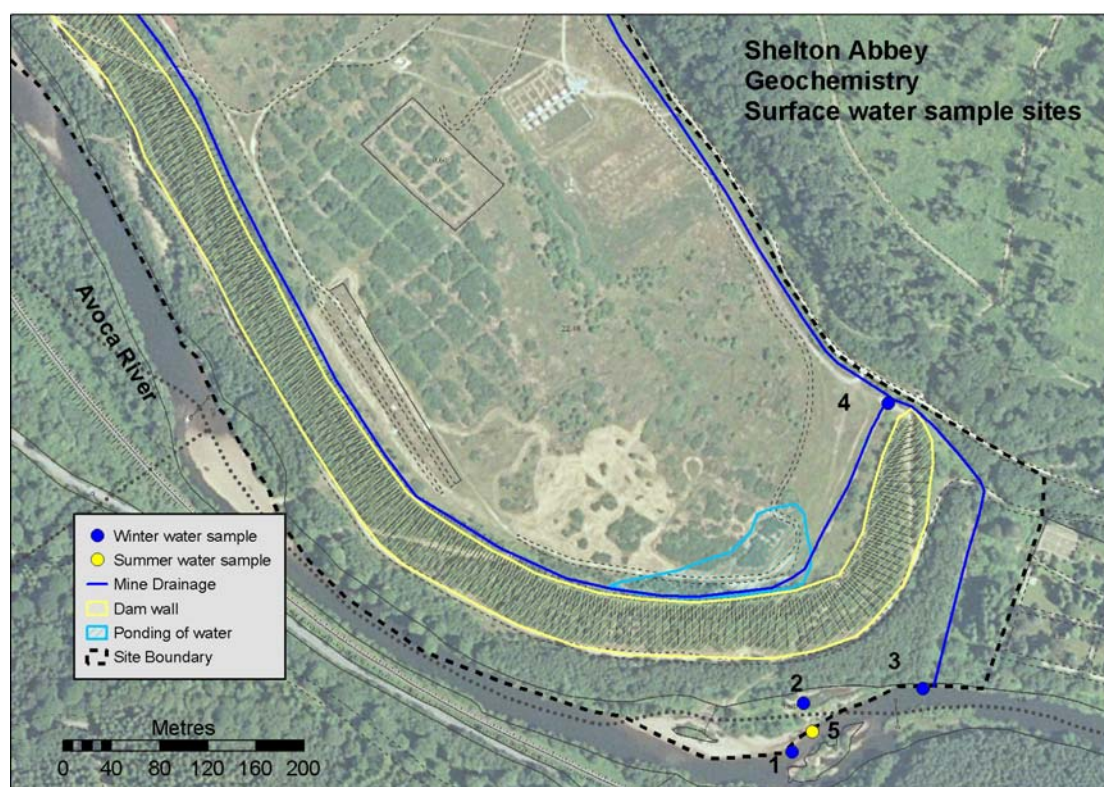 Shelton Abbey
Geochemistry
Surface water sample sites
Avoca River
4
3
2
5
1
Winter water sample
Summer water sample
Mine Drainage
Dam wall
Ponding of water
Site Boundary
Metres
0 40 80 120 160 200